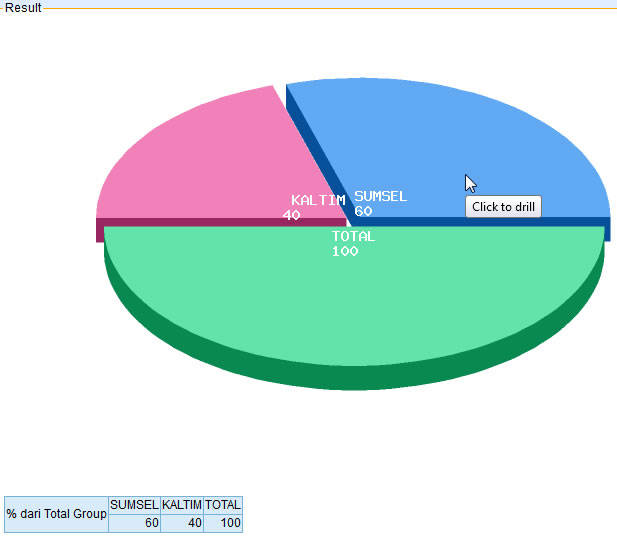 Result
KALTIM
40
SUMSEL
60
Click to drill
TOTAL
100
SUMSEL KALTIM TOTAL
% dari Total Group 60 40 100